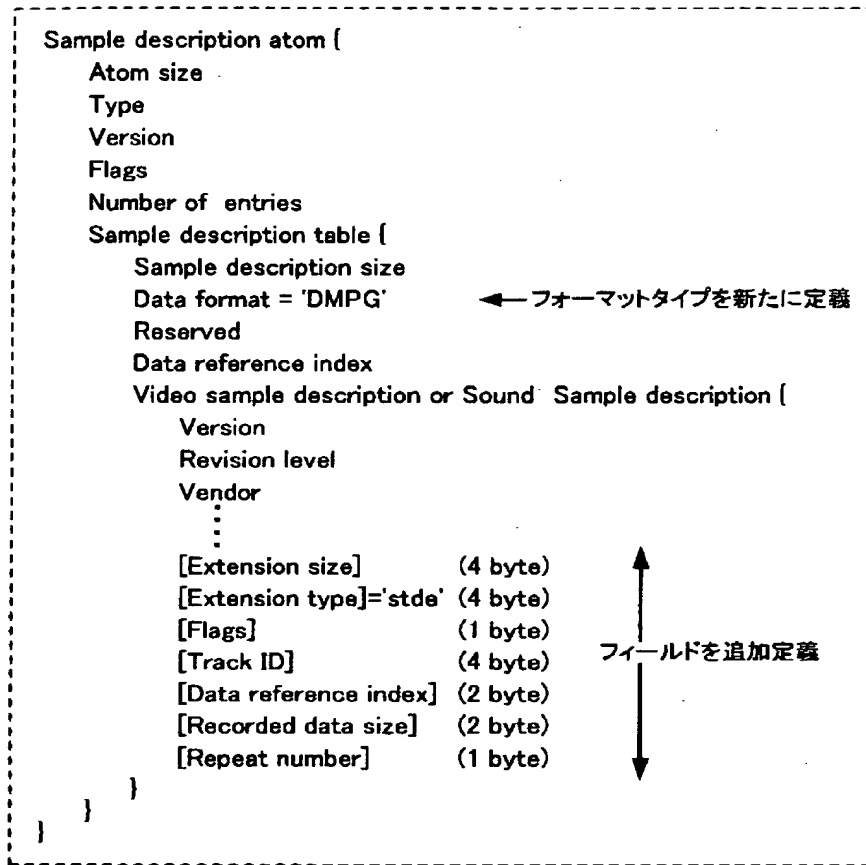 Sample description atom {
Atom size
Type
Version
Flags
Number of entries
Sample description table {
Sample description size
Data format = 'DMPG' ← フォーマットタイプを新たに定義
Reserved
Data reference index
Video sample description or Sound Sample description {
Version
Revision level
Vendor
⋮
[Extension size] (4 byte)
[Extension type]='stde' (4 byte)
[Flags] (1 byte)
[Track ID] (4 byte) フィールドを追加定義
[Data reference index] (2 byte)
[Recorded data size] (2 byte)
[Repeat number] (1 byte)
}
}
}